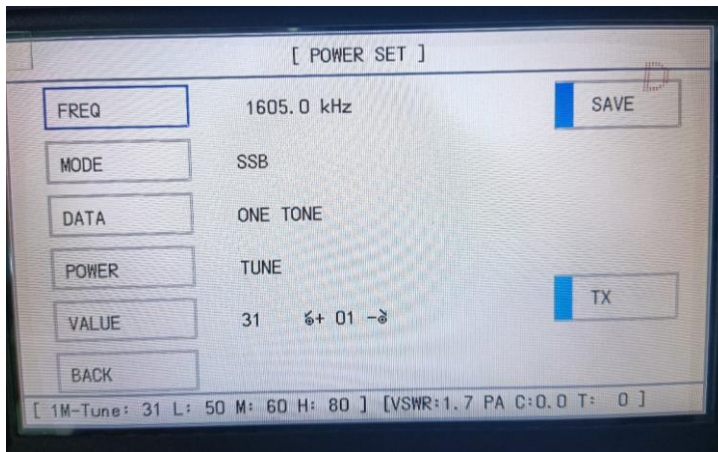 [ POWER SET ]
D
FREQ 1605.0 kHz SAVE
MODE SSB
DATA ONE TONE
POWER TUNE
TX
VALUE 31 + 01 -
BACK
[ 1M-Tune: 31 L: 50 M: 60 H: 80 ] [VSWR:1.7 PA C:0.0 T: 0 ]